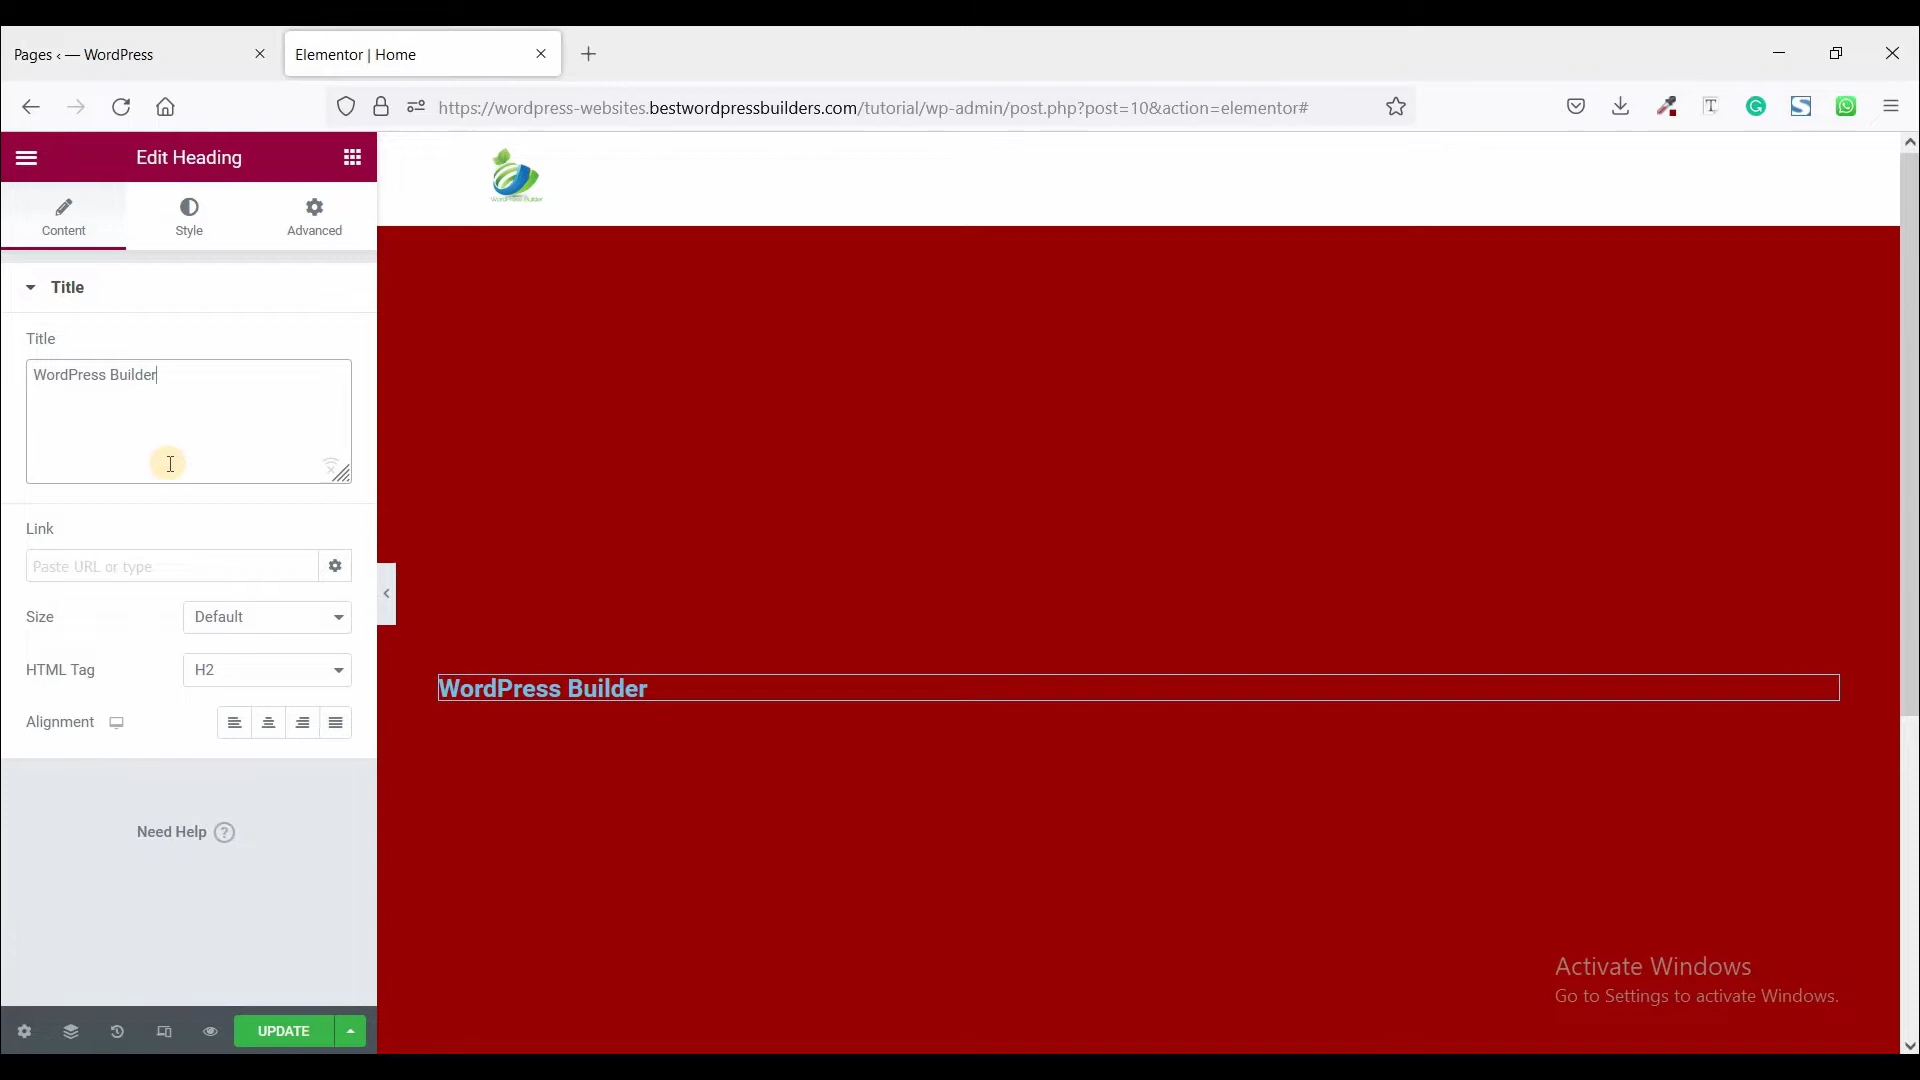 Pages ‹ — WordPress
Elementor | Home
https://wordpress-websites.bestwordpressbuilders.com/tutorial/wp-admin/post.php?post=10&action=elementor#
Edit Heading
WordPress Builder
Content
Style
Advanced
Title
Title
WordPress Builder
Link
Paste URL or type
Size
Default
HTML Tag
H2
WordPress Builder
Alignment
Need Help ?
Activate Windows
Go to Settings to activate Windows.
UPDATE